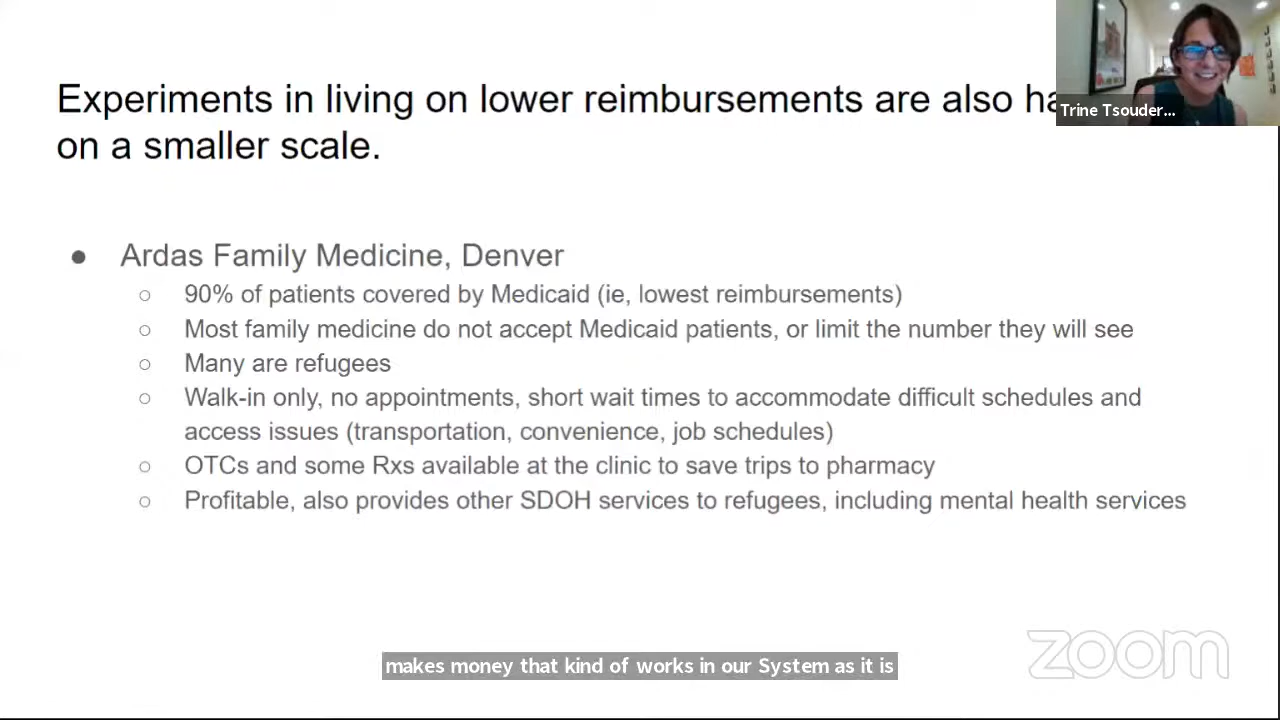 Experiments in living on lower reimbursements are also
on a smaller scale.
Trine Tsouder...
● Ardas Family Medicine, Denver
○ 90% of patients covered by Medicaid (ie, lowest reimbursements)
○ Most family medicine do not accept Medicaid patients, or limit the number they will see
○ Many are refugees
○ Walk-in only, no appointments, short wait times to accommodate difficult schedules and
access issues (transportation, convenience, job schedules)
○ OTCs and some Rxs available at the clinic to save trips to pharmacy
○ Profitable, also provides other SDOH services to refugees, including mental health services
makes money that kind of works in our System as it is
zoom